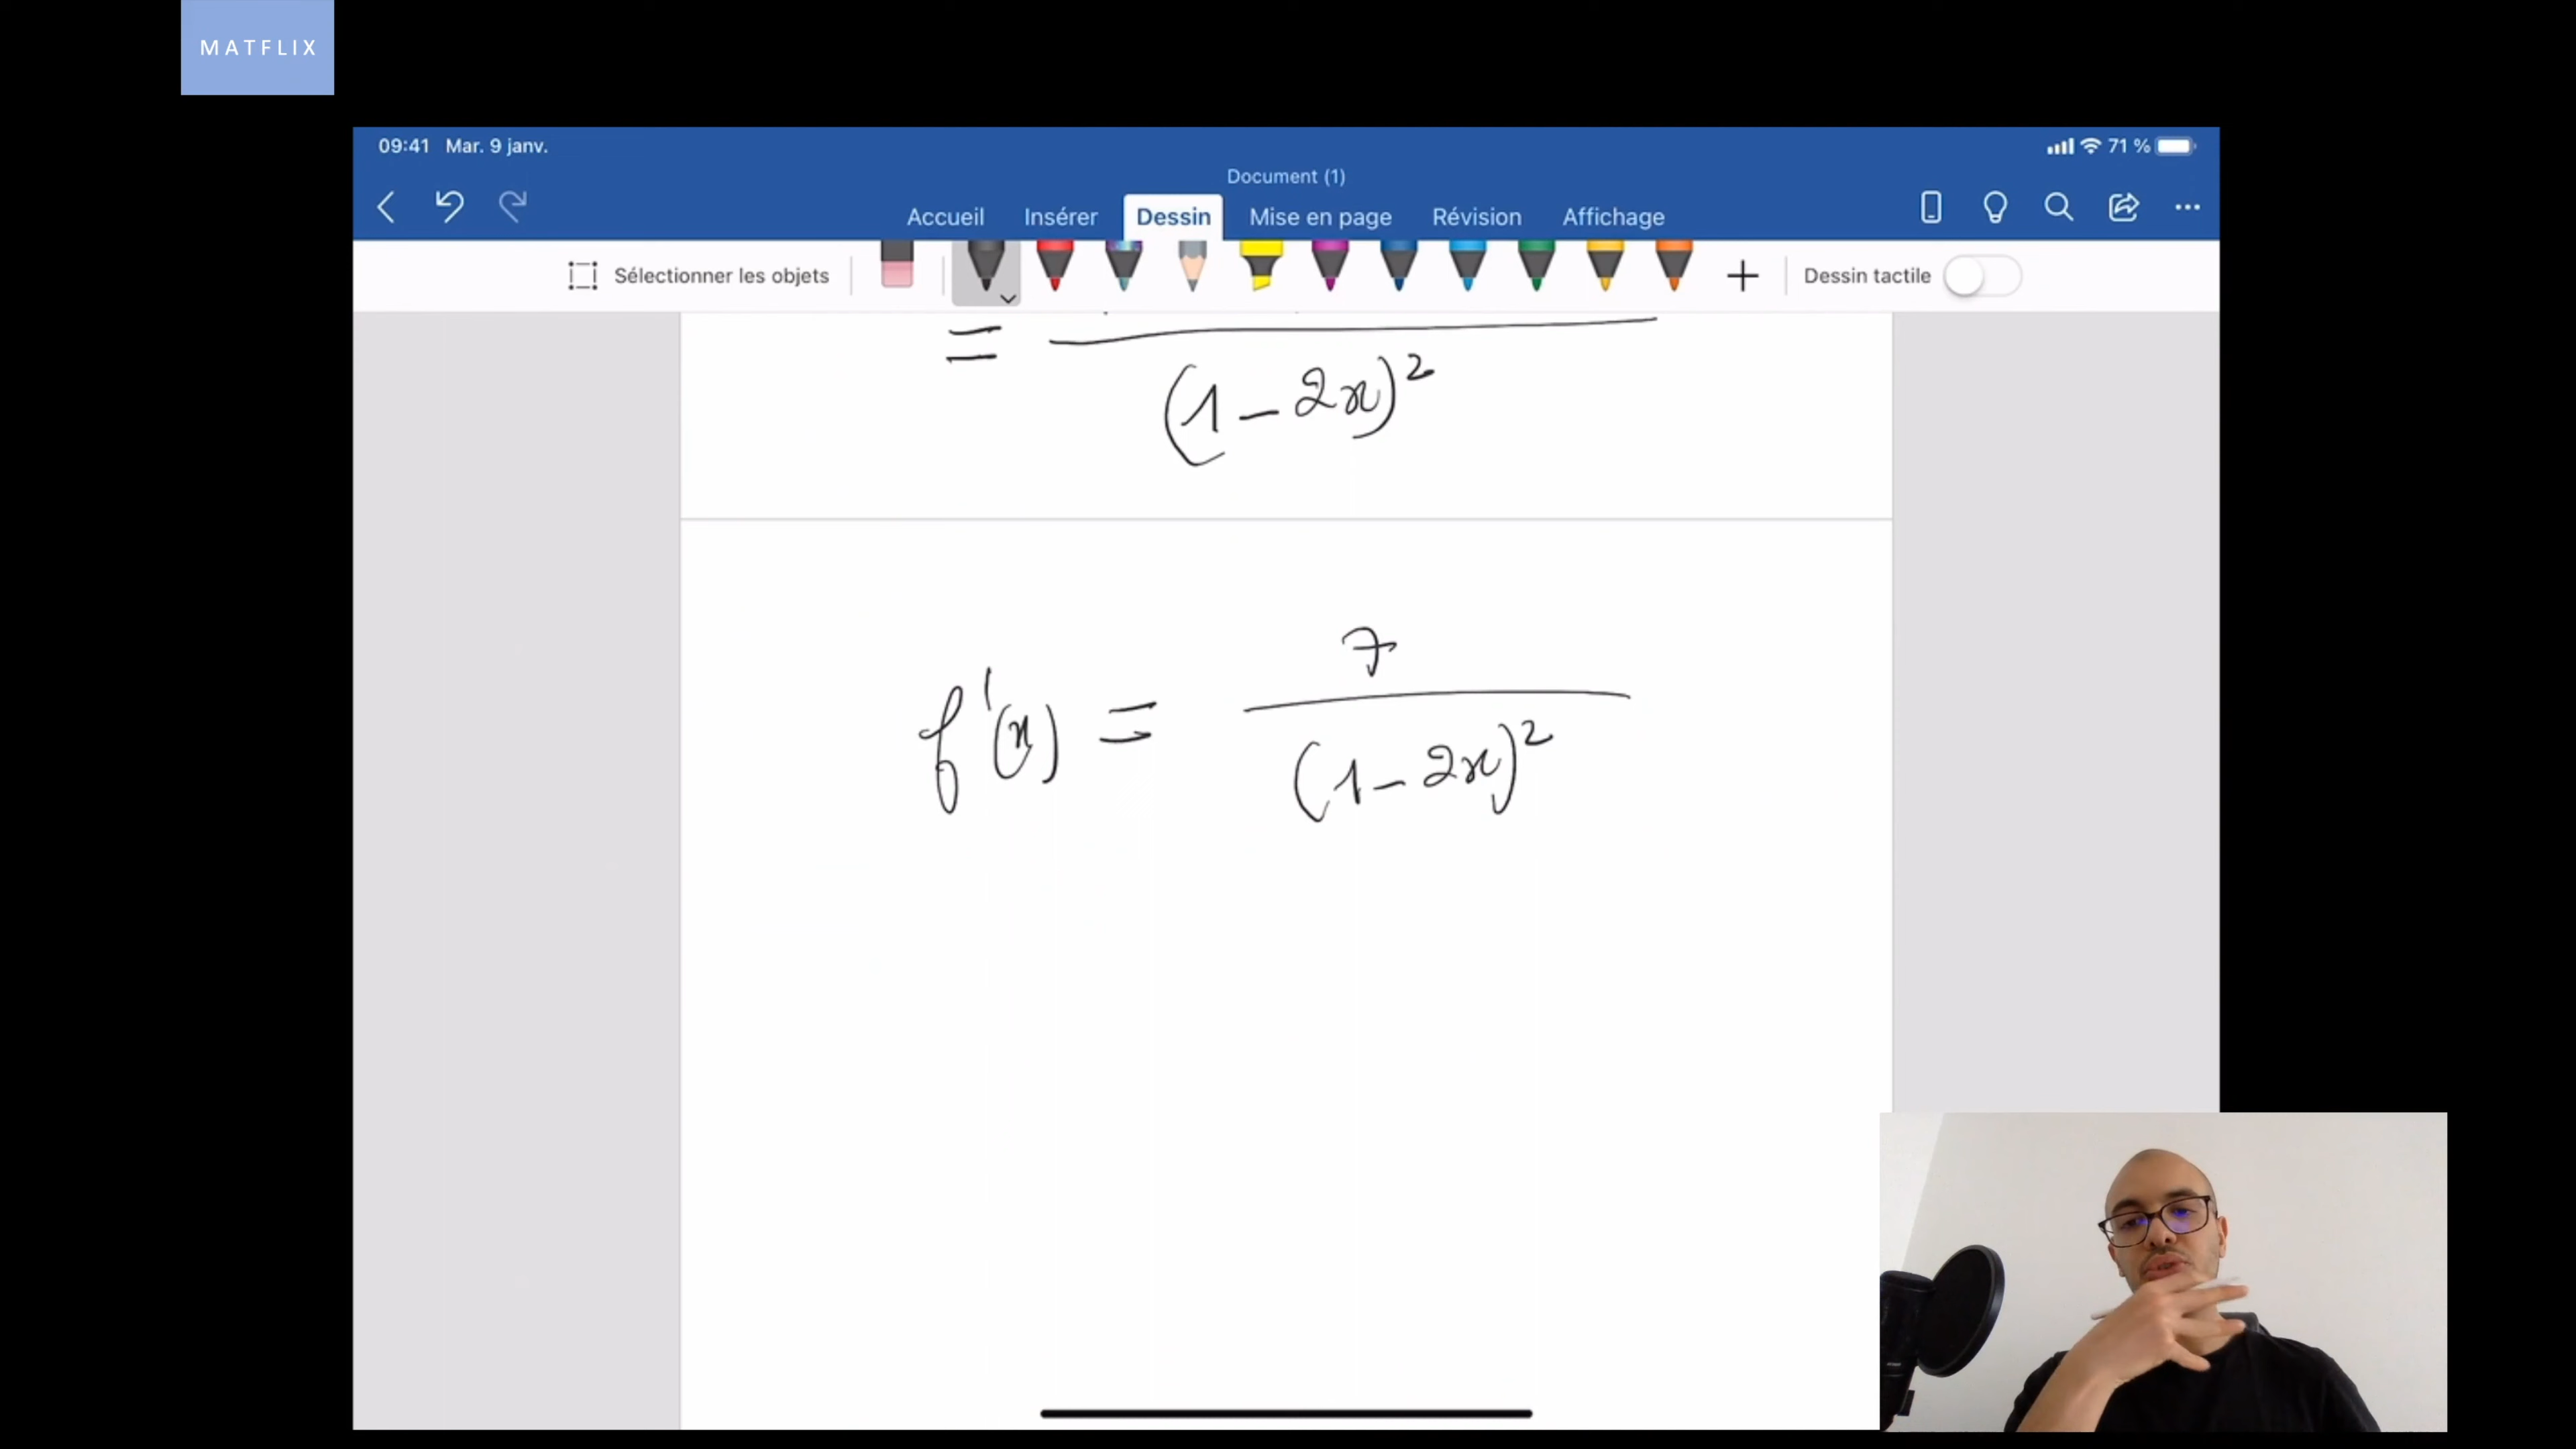 MATFLIX
09:41 Mar. 9 janv. 71 %
Document (1)
Accueil Insérer Dessin Mise en page Révision Affichage
Sélectionner les objets Dessin tactile
=
(1 - 2x)²
f'(x) = 7
(1 - 2x)²